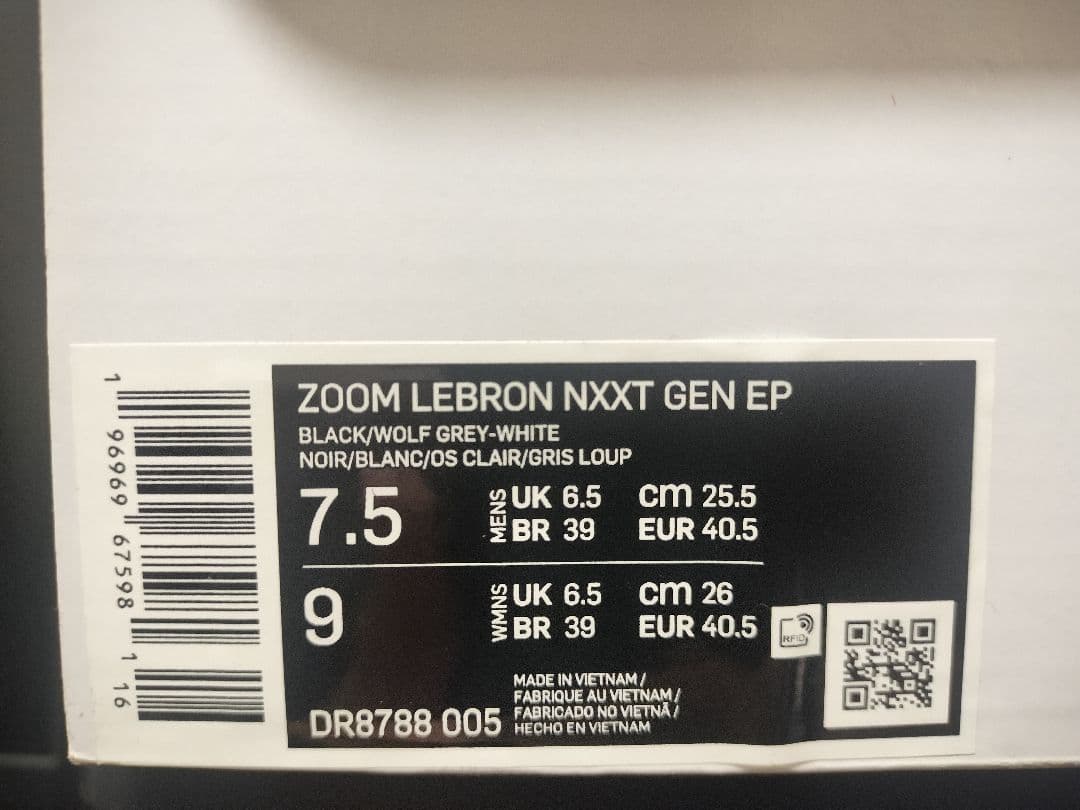 ZOOM LEBRON NXXT GEN EP
BLACK/WOLF GREY-WHITE
NOIR/BLANC/OS CLAIR/GRIS LOUP
7.5 MENS UK 6.5 cm 25.5
BR 39 EUR 40.5
9 WMNS UK 6.5 cm 26
BR 39 EUR 40.5
RFID
MADE IN VIETNAM /
FABRIQUE AU VIETNAM /
FABRICADO NO VIETNÃ /
HECHO EN VIETNAM
DR8788 005
1 96969 67598 1 16